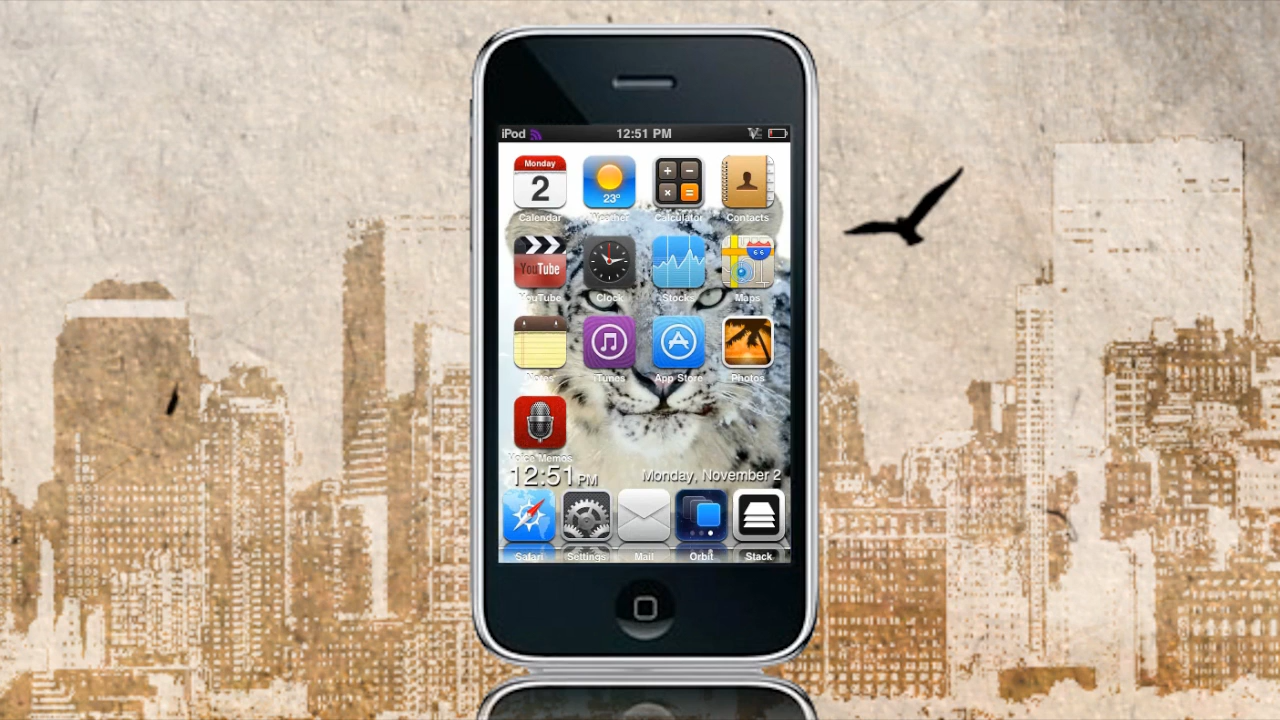 iPod 12:51 PM
Monday
2
23°
Calendar Weather Calculator Contacts
YouTube
66
YouTube Clock Stocks Maps
Notes iTunes App Store Photos
Voice Memos
12:51 PM Monday, November 2
Safari Settings Mail Orbit Stack